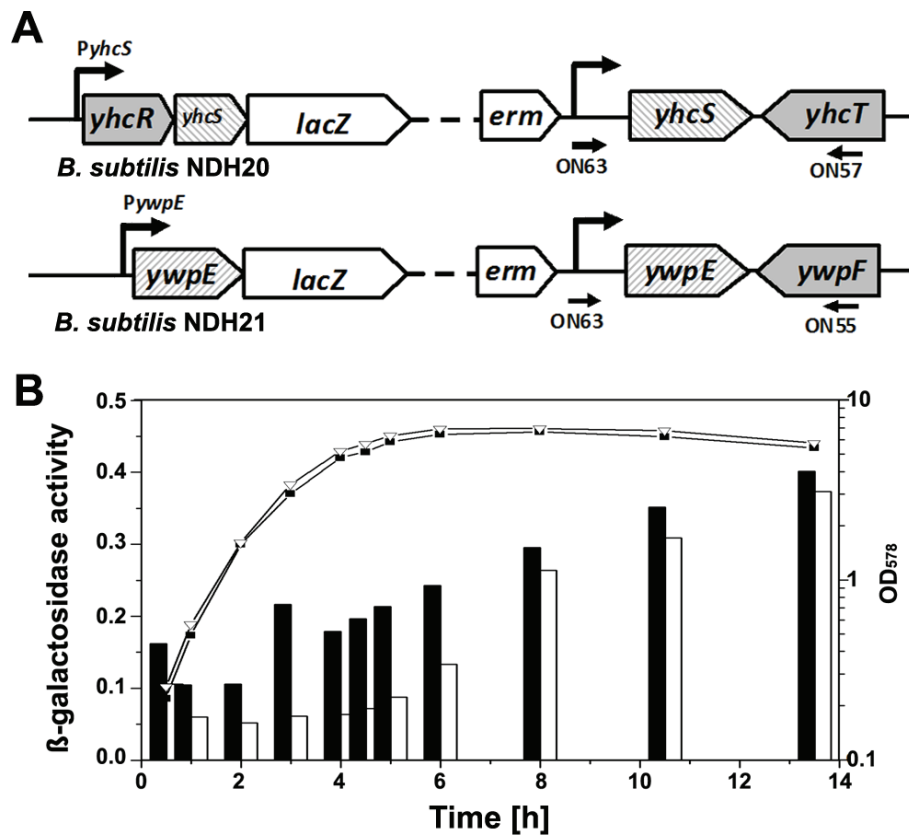 A
PyhcS
yhcR yhcS lacZ erm yhcS yhcT
ON63 ON57
B. subtilis NDH20
PywpE
ywpE lacZ erm ywpE ywpF
ON63 ON55
B. subtilis NDH21
B
ß-galactosidase activity
0.5
0.4
0.3
0.2
0.1
0.0
10
1
0.1
OD578
0 2 4 6 8 10 12 14
Time [h]